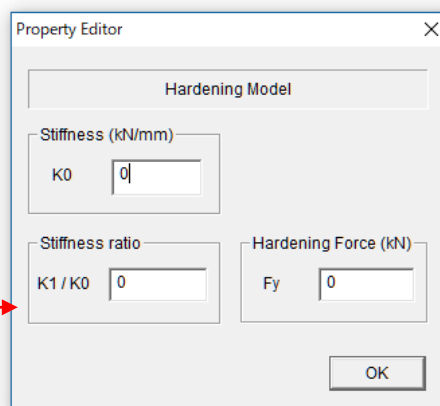 Property Editor
Hardening Model
Stiffness (kN/mm)
K0 0
Stiffness ratio Hardening Force (kN)
K1 / K0 0 Fy 0
OK